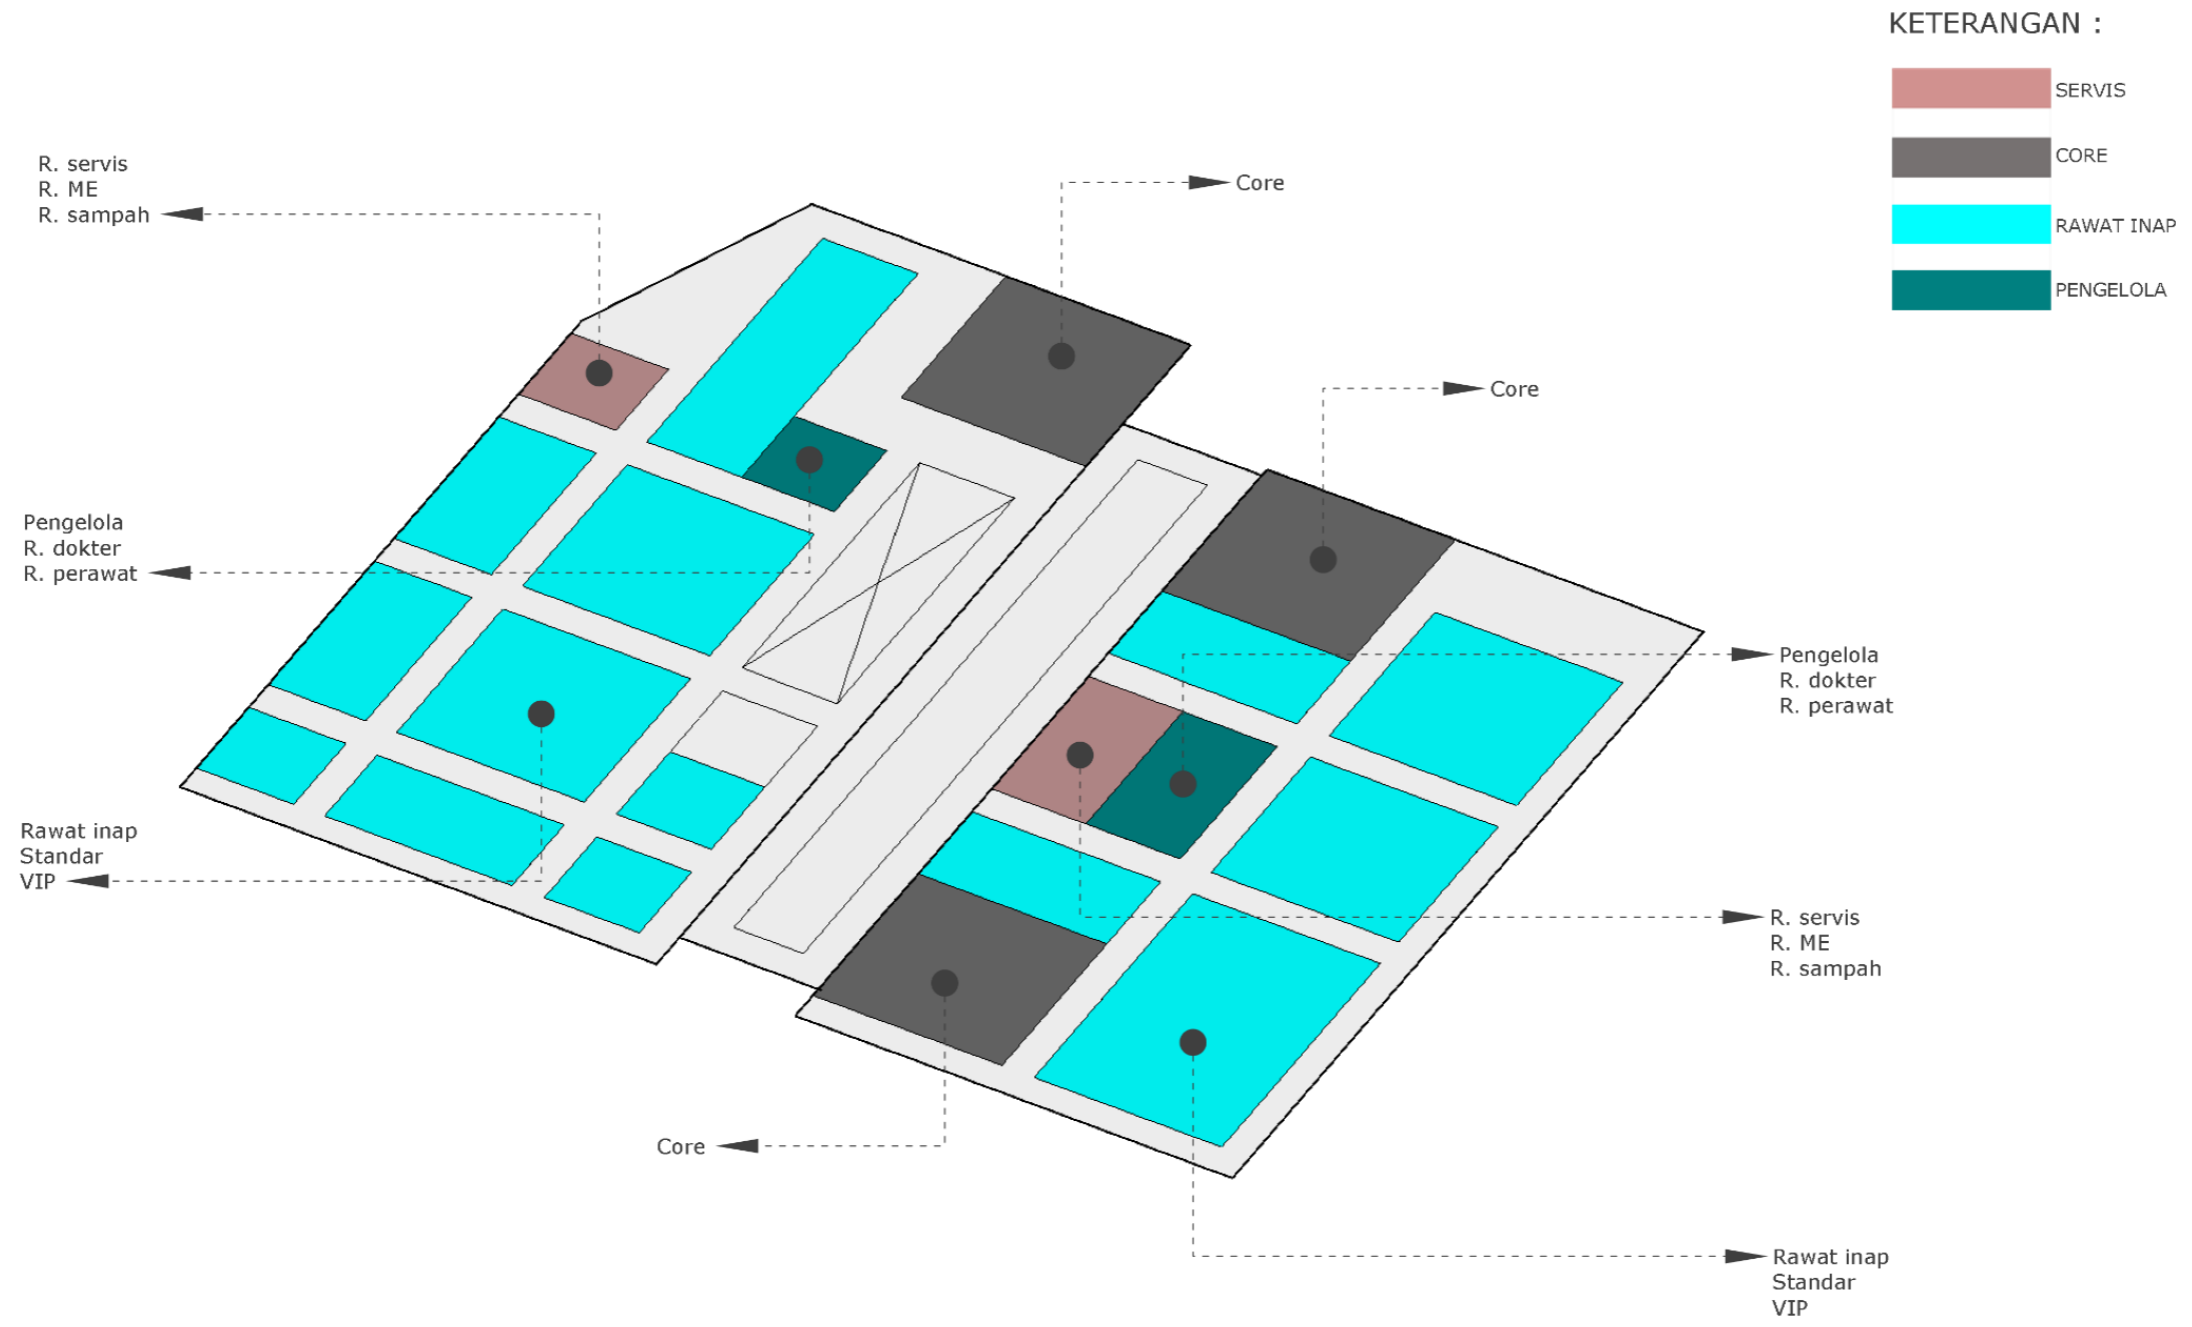 KETERANGAN :
SERVIS
CORE
RAWAT INAP
PENGELOLA
R. servis
R. ME
R. sampah
Core
Core
Pengelola
R. dokter
R. perawat
Pengelola
R. dokter
R. perawat
Rawat inap
Standar
VIP
R. servis
R. ME
R. sampah
Core
Rawat inap
Standar
VIP